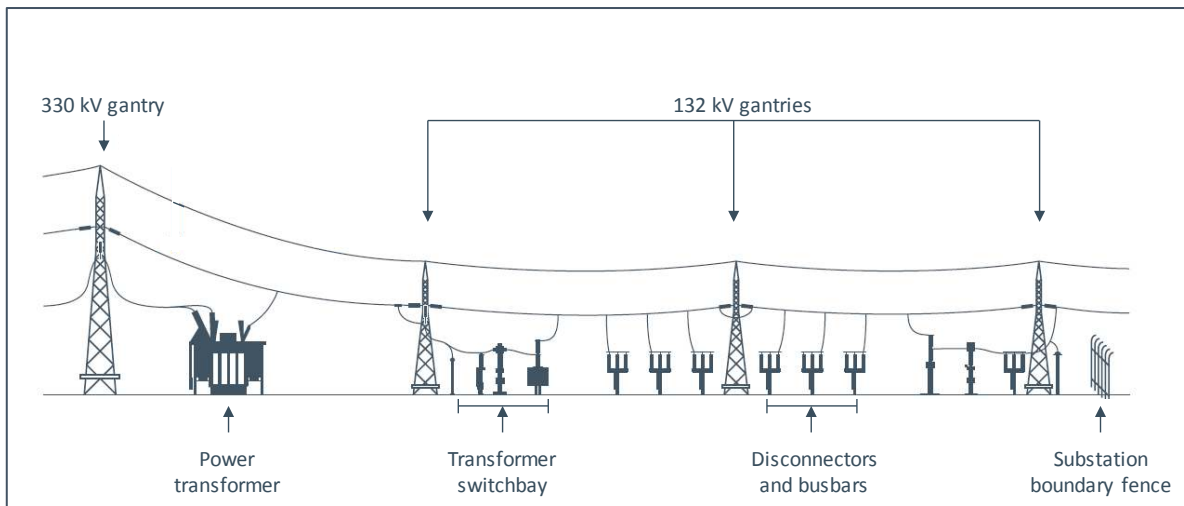 330 kV gantry
132 kV gantries
Power
transformer
Transformer
switchbay
Disconnectors
and busbars
Substation
boundary fence